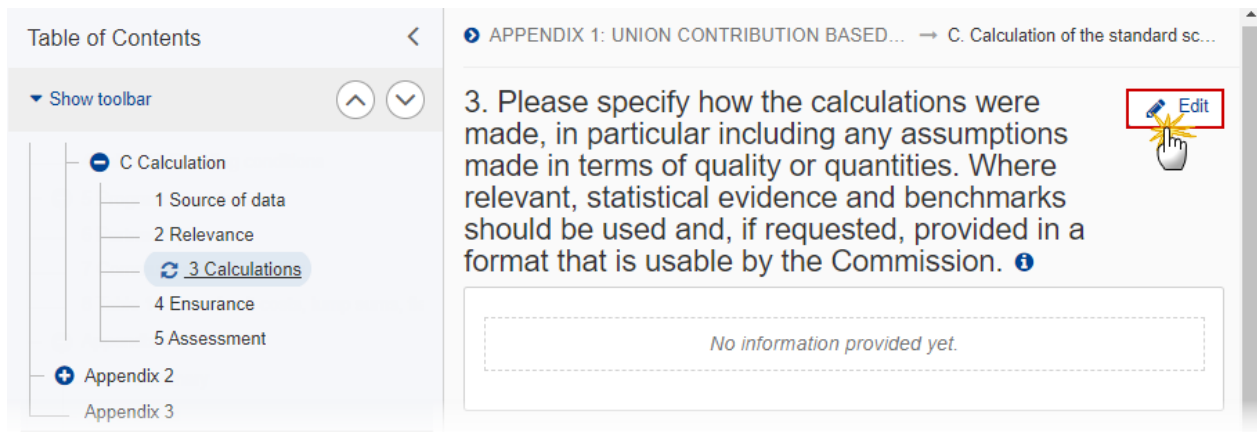 Table of Contents
Show toolbar
C Calculation
1 Source of data
2 Relevance
3 Calculations
4 Ensurance
5 Assessment
Appendix 2
Appendix 3
APPENDIX 1: UNION CONTRIBUTION BASED... → C. Calculation of the standard sc...
3. Please specify how the calculations were
made, in particular including any assumptions
made in terms of quality or quantities. Where
relevant, statistical evidence and benchmarks
should be used and, if requested, provided in a
format that is usable by the Commission.
Edit
No information provided yet.